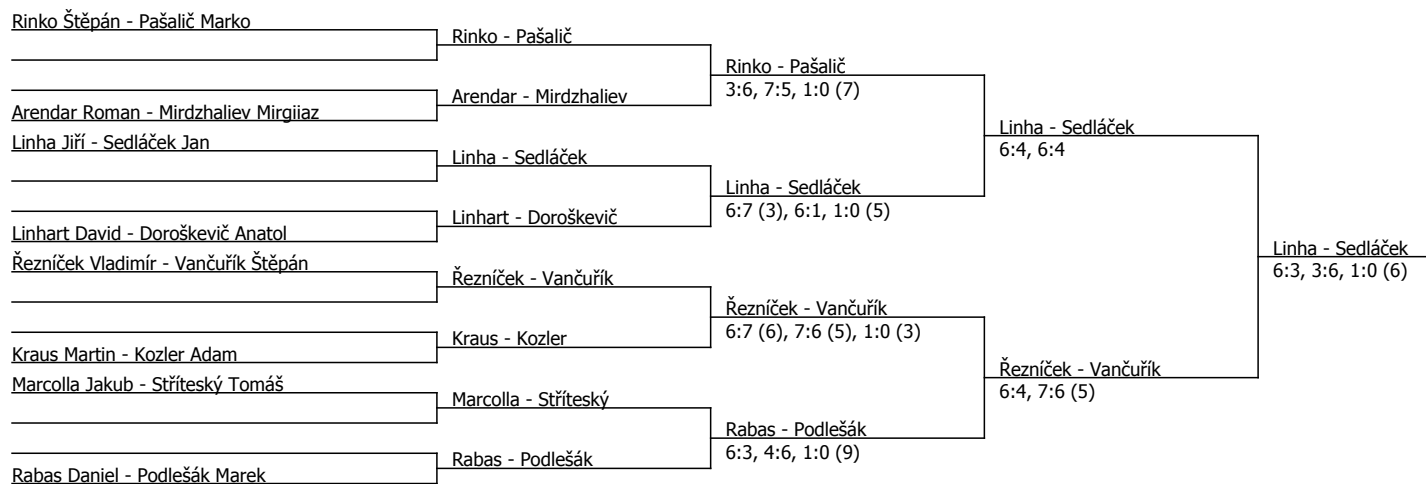 Rinko Štěpán - Pašalič Marko
Arendar Roman - Mirdzhaliev Mirgiiaz
Linha Jiří - Sedláček Jan
Linhart David - Doroškevič Anatol
Řezníček Vladimír - Vančuřík Štěpán
Kraus Martin - Kozler Adam
Marcolla Jakub - Stříteský Tomáš
Rabas Daniel - Podlešák Marek
Rinko - Pašalič
Arendar - Mirdzhaliev
Linha - Sedláček
Linhart - Doroškevič
Řezníček - Vančuřík
Kraus - Kozler
Marcolla - Stříteský
Rabas - Podlešák
Rinko - Pašalič
3:6, 7:5, 1:0 (7)
Linha - Sedláček
6:7 (3), 6:1, 1:0 (5)
Řezníček - Vančuřík
6:7 (6), 7:6 (5), 1:0 (3)
Rabas - Podlešák
6:3, 4:6, 1:0 (9)
Linha - Sedláček
6:4, 6:4
Řezníček - Vančuřík
6:4, 7:6 (5)
Linha - Sedláček
6:3, 3:6, 1:0 (6)